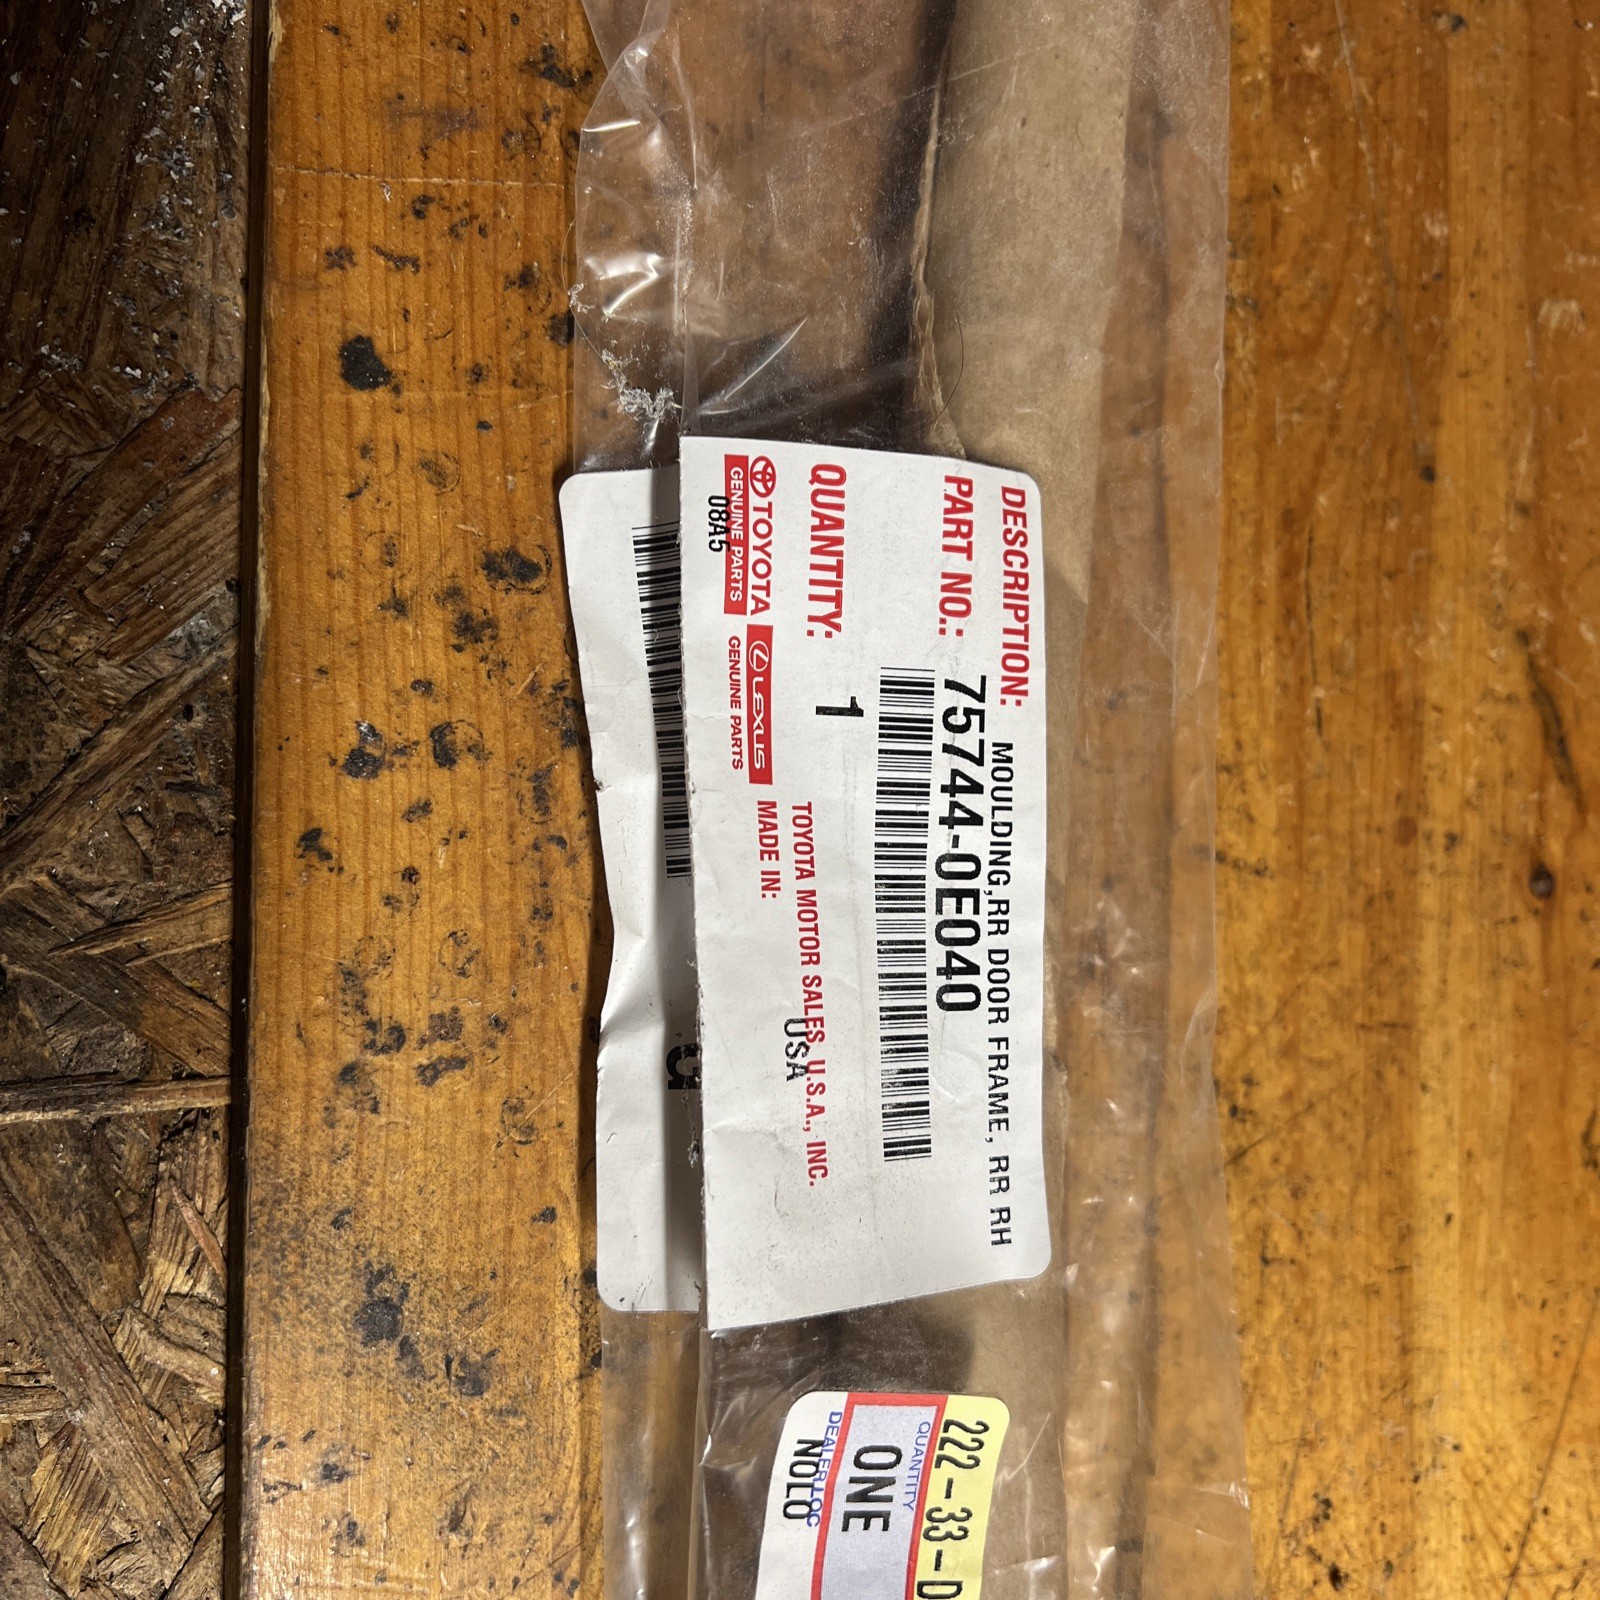 DESCRIPTION: MOULDING,RR DOOR FRAME, RR RH
PART NO.: 75744-0E040
QUANTITY: 1
TOYOTA LEXUS
GENUINE PARTS GENUINE PARTS
08A5
TOYOTA MOTOR SALES, U.S.A., INC.
MADE IN: USA
222-33-D
QUANTITY
ONE
DEALER LOC
NOLO